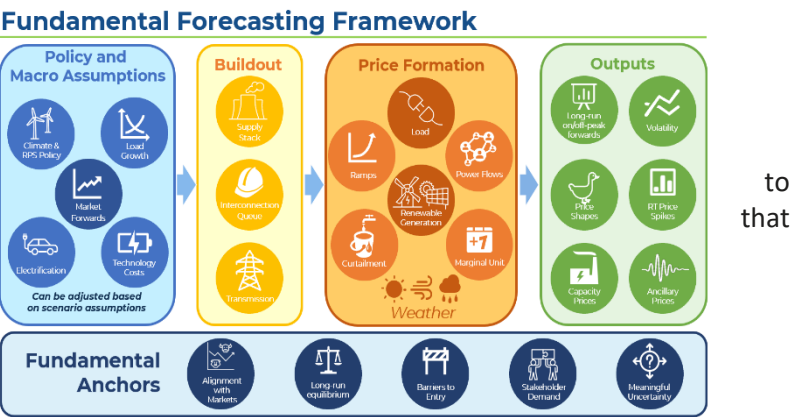 Fundamental Forecasting Framework
Policy and
Macro Assumptions
Climate &
RPS Policy
Load
Growth
Market
Forwards
Electrification
Technology
Costs
Can be adjusted based
on scenario assumptions
Buildout
Supply
Stack
Interconnection
Queue
Transmission
Price Formation
Load
Ramps
Power Flows
Renewable
Generation
Curtailment
+1
Marginal Unit
Weather
Outputs
Long-run
on/off-peak
forwards
Volatility
Price
Shapes
RT Price
Spikes
Capacity
Prices
Ancillary
Prices
to
that
Fundamental
Anchors
Alignment
with
Markets
Long-run
equilibrium
Barriers to
Entry
Stakeholder
Demand
?
Meaningful
Uncertainty